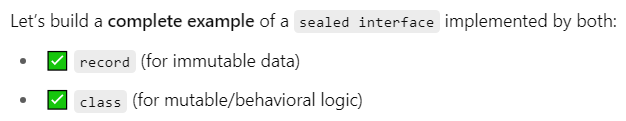 Let’s build a complete example of a sealed interface implemented by both:
• ✅ record (for immutable data)
• ✅ class (for mutable/behavioral logic)